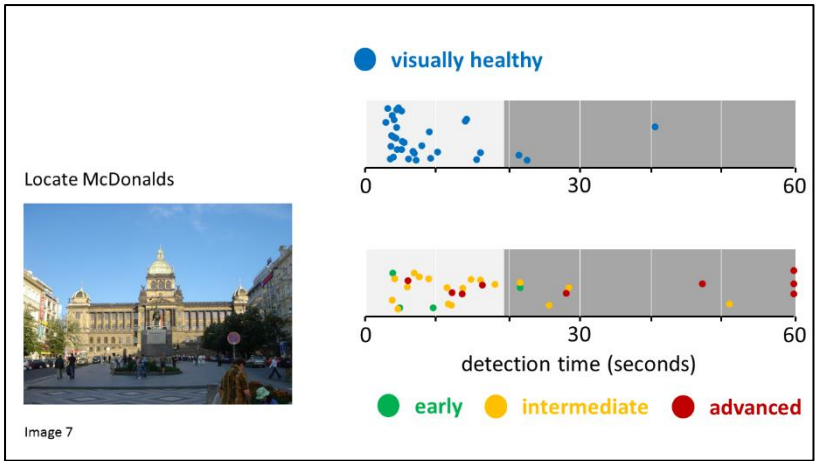 visually healthy
0 30 60
Locate McDonalds
0 30 60
detection time (seconds)
early intermediate advanced
Image 7